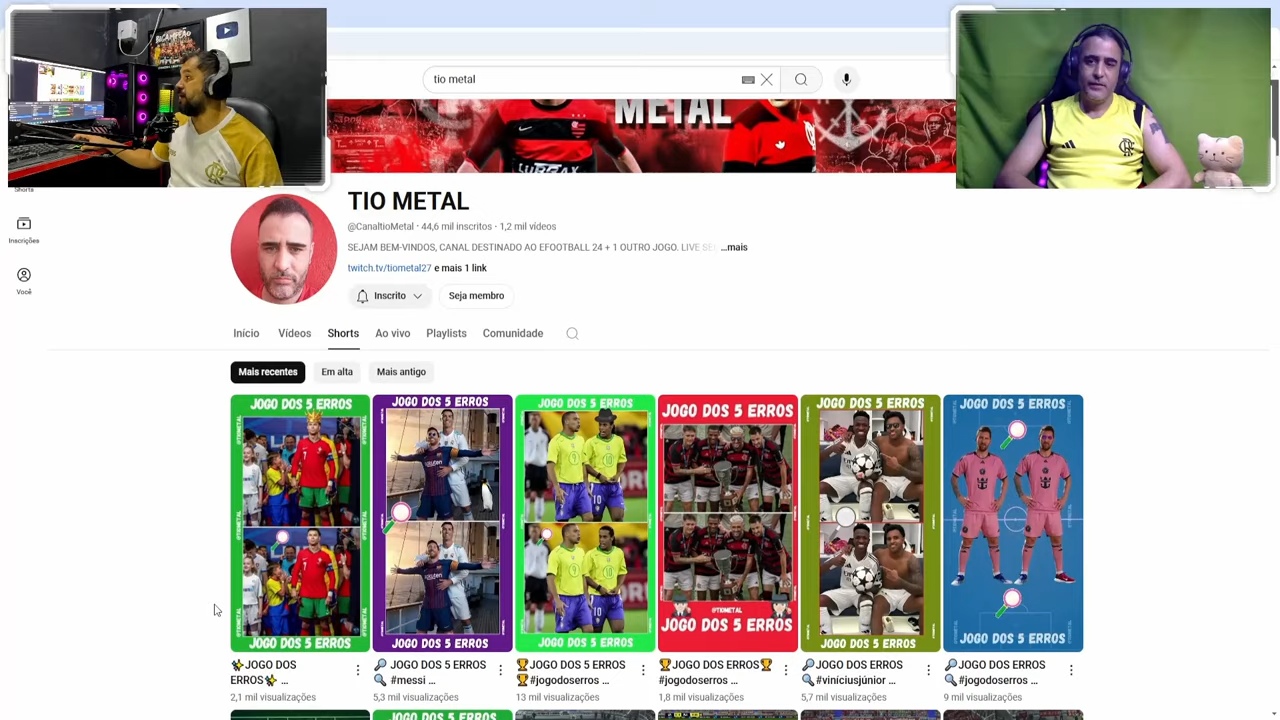 BICAMPEÃO
tio metal
METAL
Shorts
Inscrições
Você
TIO METAL
@CanaltioMetal · 44,6 mil inscritos · 1,2 mil vídeos
SEJAM BEM-VINDOS, CANAL DESTINADO AO EFOOTBALL 24 + 1 OUTRO JOGO. LIVE ...mais
twitch.tv/tiometal27 e mais 1 link
Inscrito
Seja membro
Início Vídeos Shorts Ao vivo Playlists Comunidade
Mais recentes Em alta Mais antigo
JOGO DOS 5 ERROS JOGO DOS 5 ERROS JOGO DOS 5 ERROS JOGO DOS 5 ERROS JOGO DOS 5 ERROS JOGO DOS 5 ERROS
@TIOMETAL
JOGO DOS 5 ERROS JOGO DOS 5 ERROS JOGO DOS 5 ERROS JOGO DOS 5 ERROS JOGO DOS 5 ERROS JOGO DOS 5 ERROS
✨JOGO DOS
ERROS✨ ...
2,1 mil visualizações
🔎 JOGO DOS 5 ERROS
🔍 #messi ...
5,3 mil visualizações
🏆JOGO DOS 5 ERROS
🏆#jogodoserros ...
13 mil visualizações
🏆JOGO DOS ERROS🏆
#jogodoserros ...
1,8 mil visualizações
🔎JOGO DOS ERROS
🔍#viníciusjúnior ...
5,7 mil visualizações
🔎JOGO DOS ERROS
🔍#jogodoserros ...
9 mil visualizações